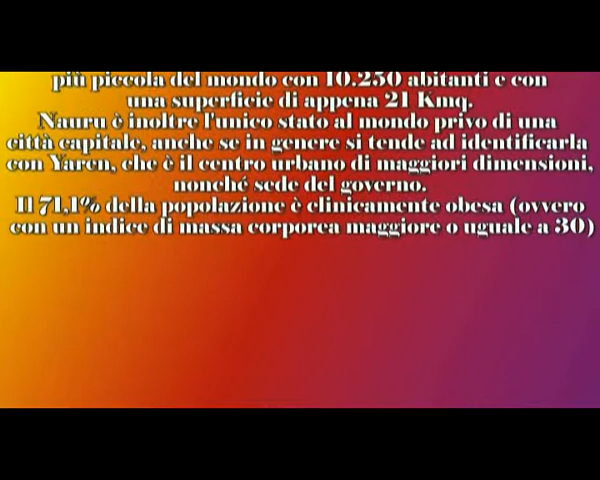 più piccola del mondo con 10.250 abitanti e con
una superficie di appena 21 Kmq.
Nauru è inoltre l'unico stato al mondo privo di una
città capitale, anche se in genere si tende ad identificarla
con Yaren, che è il centro urbano di maggiori dimensioni,
nonché sede del governo.
Il 71,1% della popolazione è clinicamente obesa (ovvero
con un indice di massa corporea maggiore o uguale a 30)